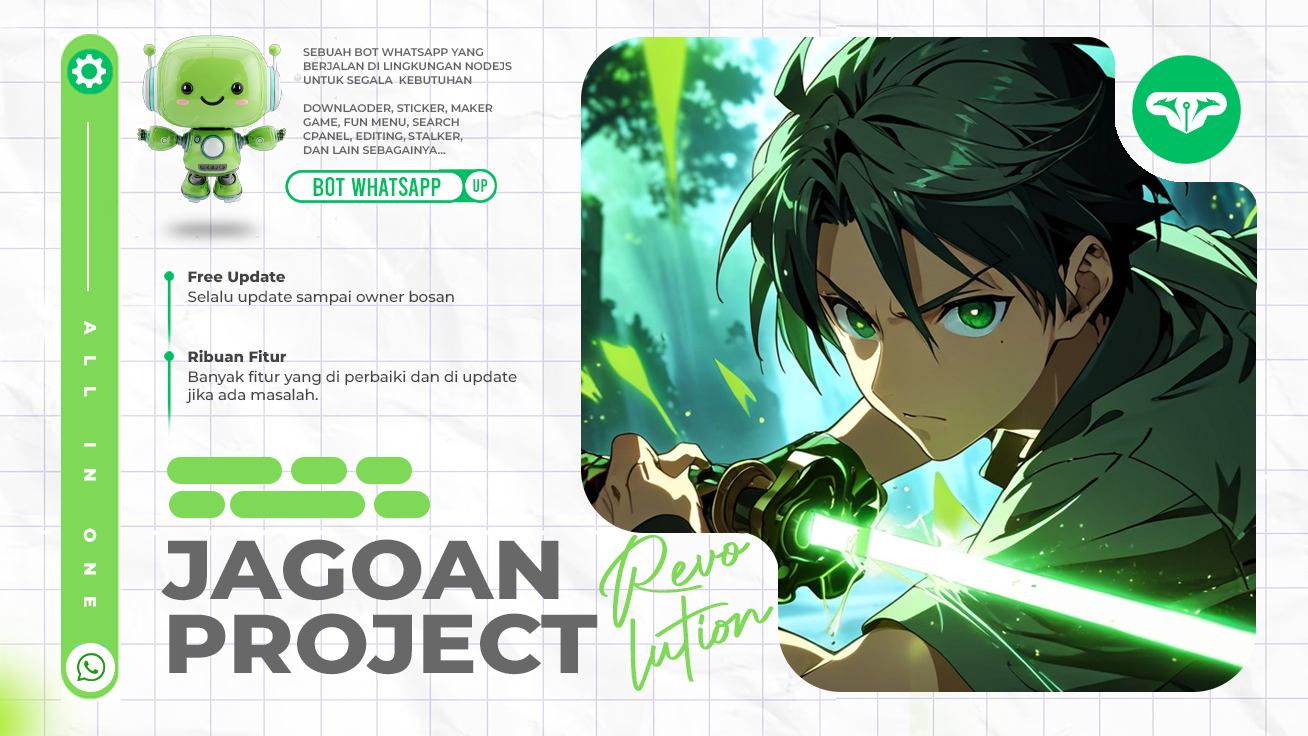 SEBUAH BOT WHATSAPP YANG
BERJALAN DI LINGKUNGAN NODEJS
UNTUK SEGALA KEBUTUHAN
DOWNLAODER, STICKER, MAKER
GAME, FUN MENU, SEARCH
CPANEL, EDITING, STALKER,
DAN LAIN SEBAGAINYA...
BOT WHATSAPP UP
Free Update
Selalu update sampai owner bosan
Ribuan Fitur
Banyak fitur yang di perbaiki dan di update
jika ada masalah.
ALL IN ONE
JAGOAN
PROJECT
Revo
lution